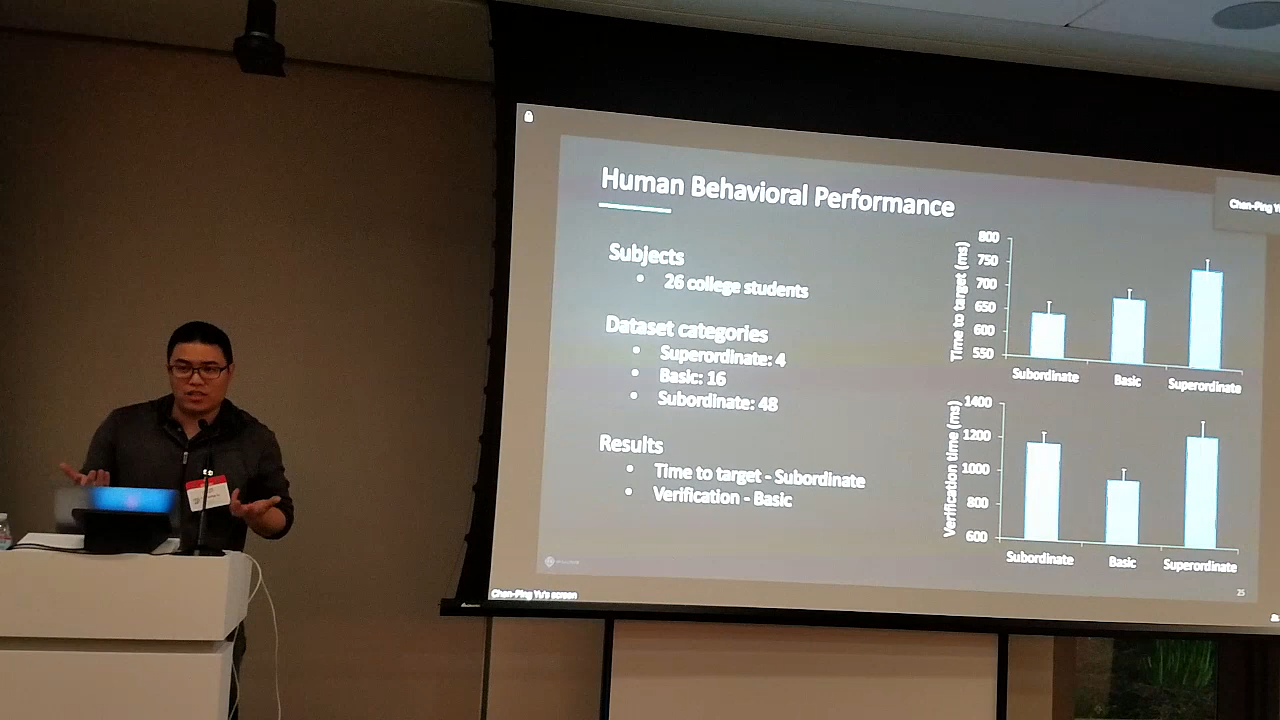 Human Behavioral Performance
Subjects
• 26 college students
Dataset categories
• Superordinate: 4
• Basic: 16
• Subordinate: 48
Results
• Time to target - Subordinate
• Verification - Basic
Time to target (ms)
800
750
700
650
600
550
Subordinate Basic Superordinate
Verification time (ms)
1400
1200
1000
800
600
Subordinate Basic Superordinate
25
Chen-Ping Yu's screen
Chen-Ping